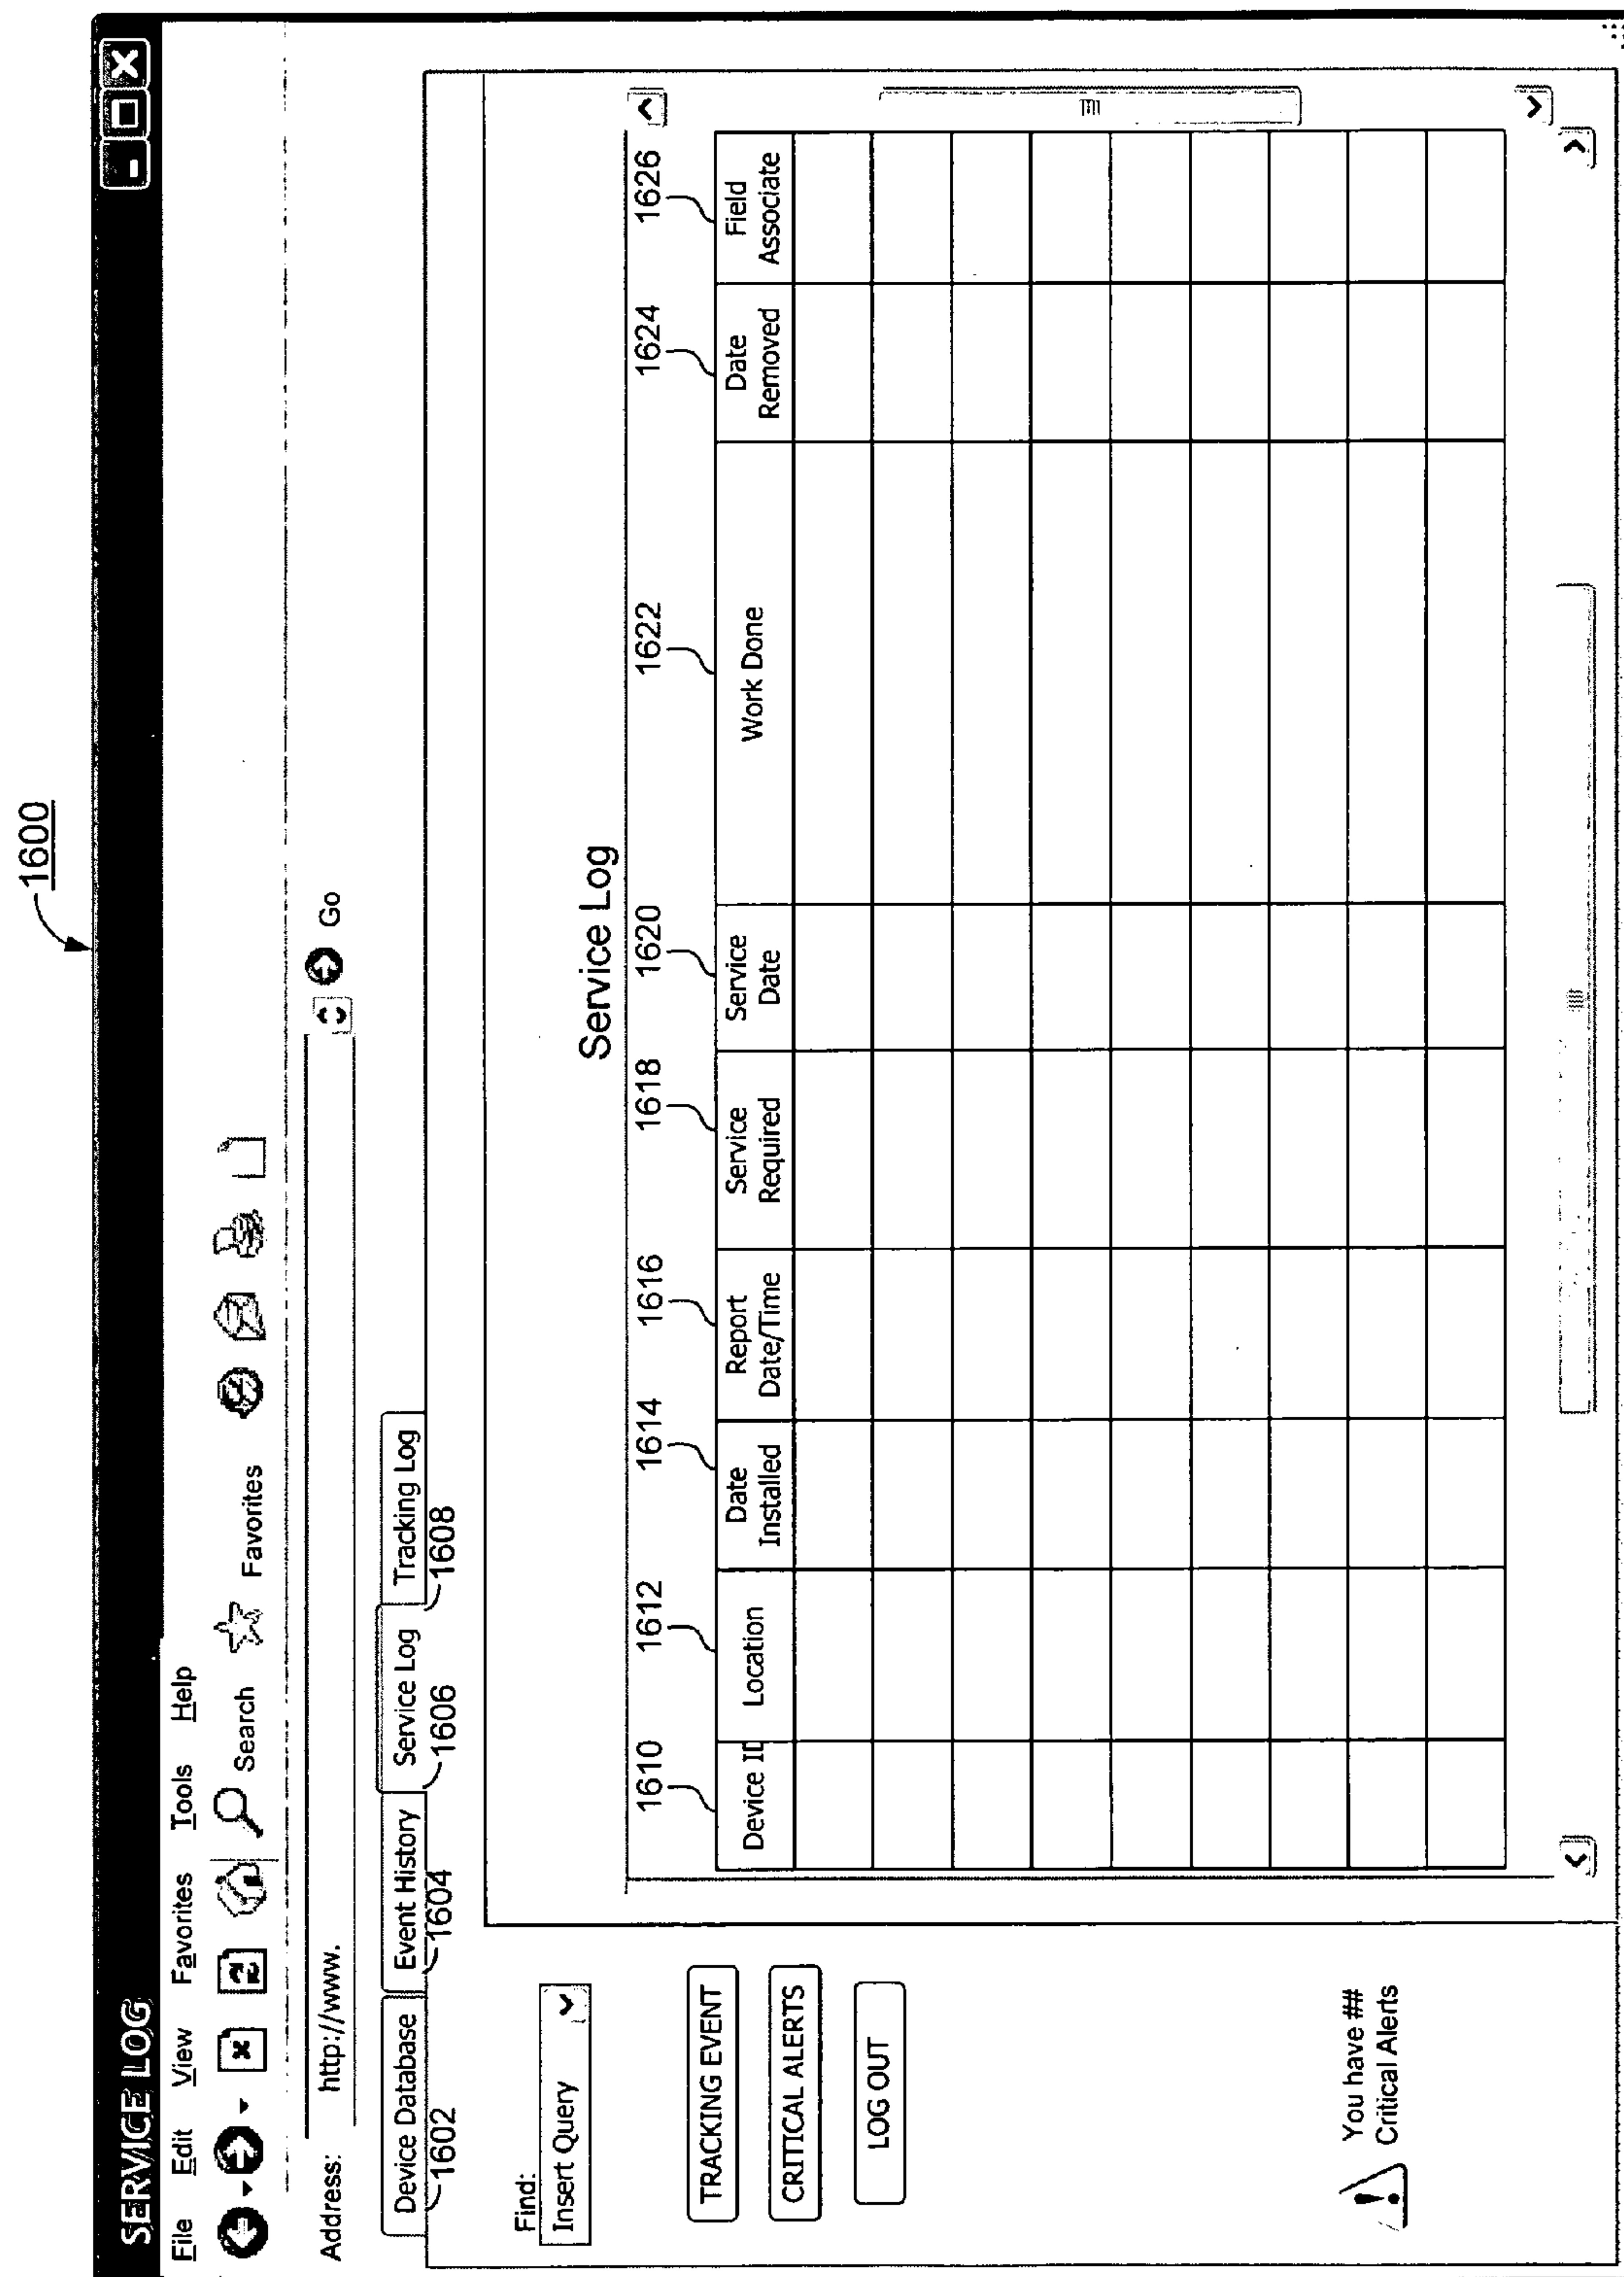 1600
SERVICE LOG
File Edit View Favorites Tools Help
Search Favorites
Address: http://www. Go
Device Database Event History Service Log Tracking Log
1602 1604 1606 1608
Find:
Insert Query
TRACKING EVENT
CRITICAL ALERTS
LOG OUT
You have ##
Critical Alerts
Service Log
1610 1612 1614 1616 1618 1620 1622 1624 1626
Device ID Location Date Installed Report Date/Time Service Required Service Date Work Done Date Removed Field Associate